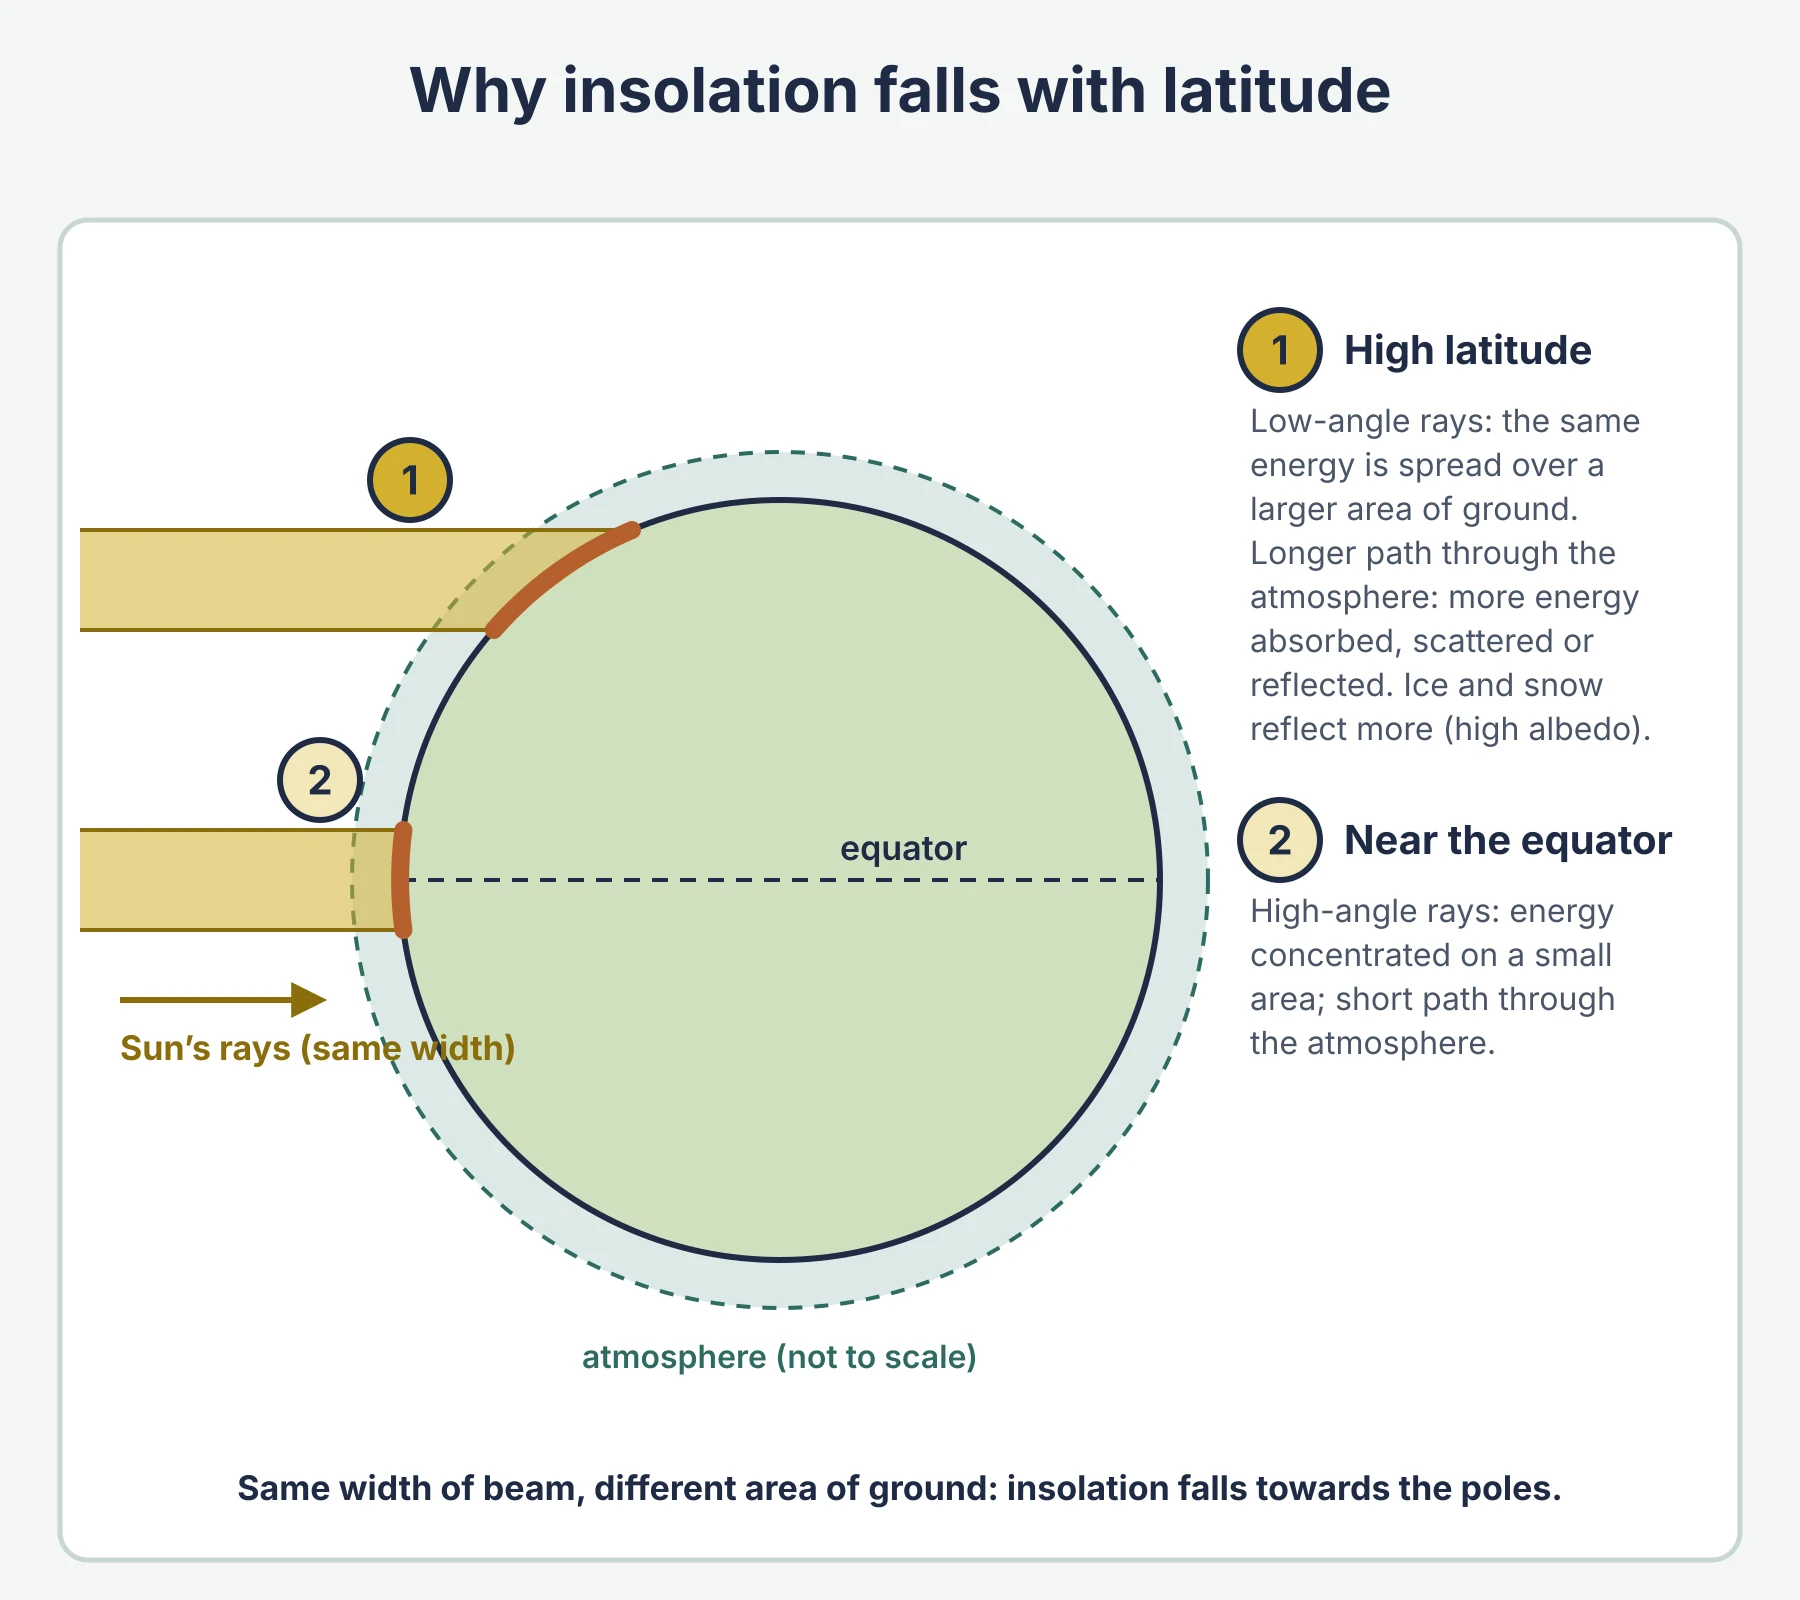 Why insolation falls with latitude
1
2
equator
Sun’s rays (same width)
atmosphere (not to scale)
1 High latitude
Low-angle rays: the same
energy is spread over a
larger area of ground.
Longer path through the
atmosphere: more energy
absorbed, scattered or
reflected. Ice and snow
reflect more (high albedo).
2 Near the equator
High-angle rays: energy
concentrated on a small
area; short path through
the atmosphere.
Same width of beam, different area of ground: insolation falls towards the poles.